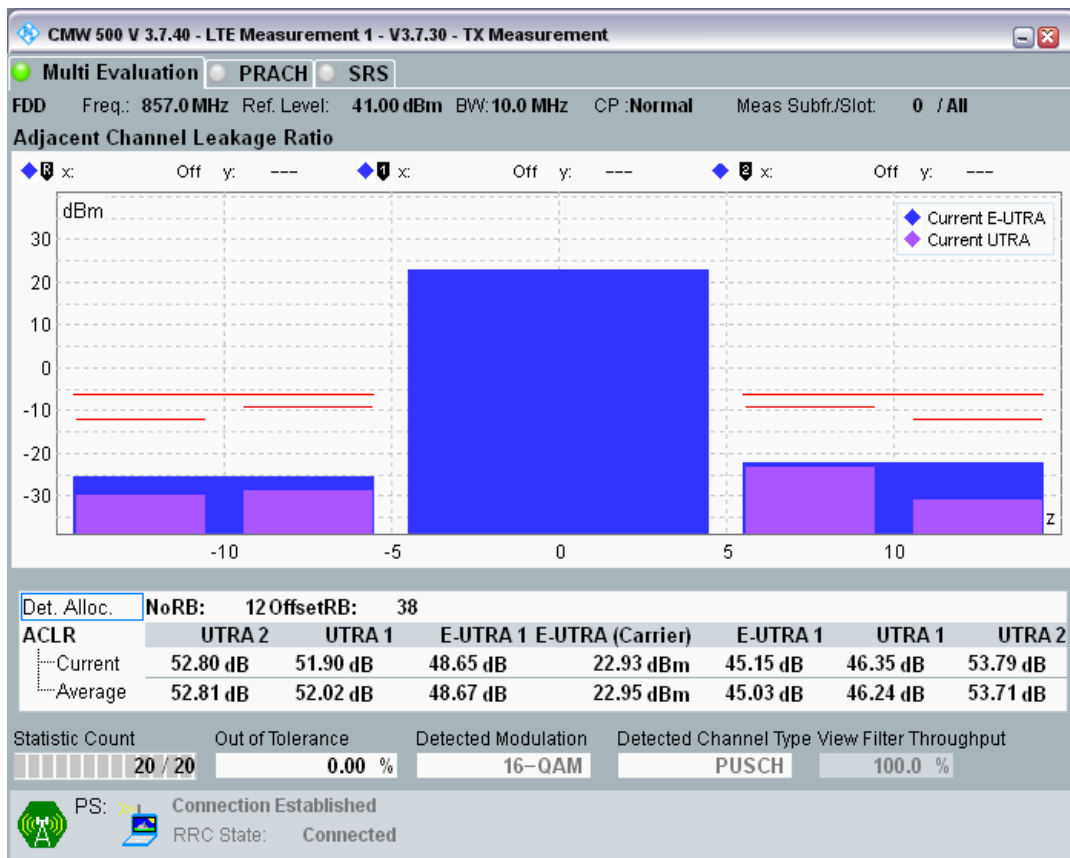 CMW 500 V 3.7.40 - LTE Measurement 1 - V3.7.30 - TX Measurement
Multi Evaluation PRACH SRS
FDD Freq.: 857.0 MHz Ref. Level: 41.00 dBm BW: 10.0 MHz CP :Normal Meas Subfr./Slot: 0 / All
Adjacent Channel Leakage Ratio
R x: Off y: --- 1 x: Off y: --- 2 x: Off y: ---
dBm
Current E-UTRA
Current UTRA
30
20
10
0
-10
-20
-30
z
-10 -5 0 5 10
Det. Alloc. NoRB: 12 OffsetRB: 38
ACLR UTRA 2 UTRA 1 E-UTRA 1 E-UTRA (Carrier) E-UTRA 1 UTRA 1 UTRA 2
Current 52.80 dB 51.90 dB 48.65 dB 22.93 dBm 45.15 dB 46.35 dB 53.79 dB
Average 52.81 dB 52.02 dB 48.67 dB 22.95 dBm 45.03 dB 46.24 dB 53.71 dB
Statistic Count Out of Tolerance Detected Modulation Detected Channel Type View Filter Throughput
20 / 20 0.00 % 16-QAM PUSCH 100.0 %
PS: Connection Established
RRC State: Connected